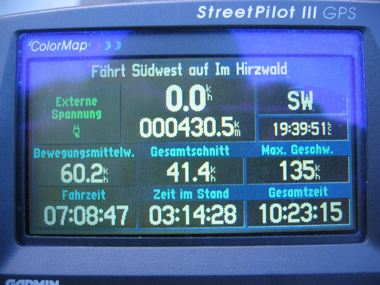 StreetPilot III GPS
ColorMap
Fährt Südwest auf Im Hirzwald
Externe Spannung
0.0 k/h
SW
000430.5 km
19:39:51
Bewegungsmittelw. Gesamtschnitt Max. Geschw.
60.2 k/h 41.4 k/h 135 k/h
Fahrzeit Zeit im Stand Gesamtzeit
07:08:47 03:14:28 10:23:15
GARMIN